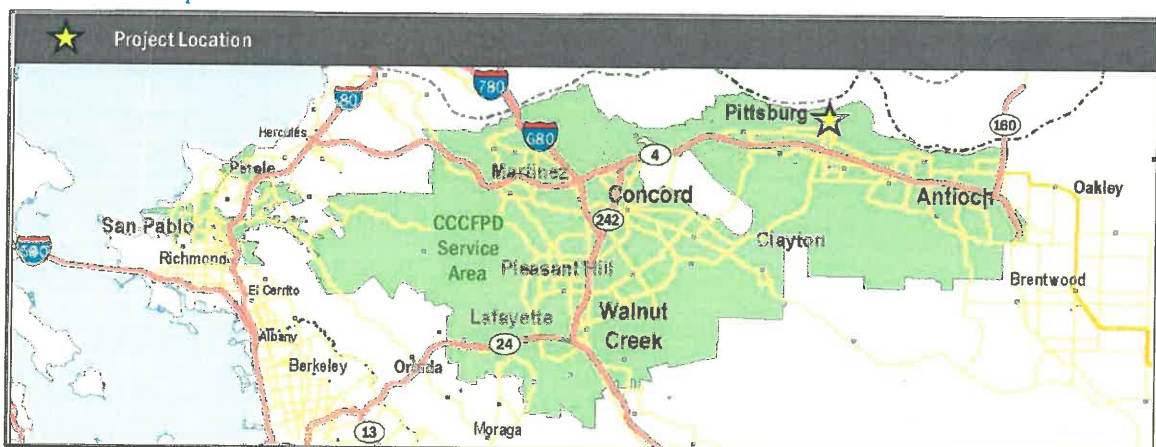 Project Location
780
80
Hercules
Pittsburg
680
160
4
Martinez
Oakley
Concord
Antioch
San Pablo
242
CCCFPD
Service
Area
Clayton
580
Richmond
Pleasant Hill
Brentwood
El Cerrito
Walnut
Creek
Lafayette
Albany
24
Berkeley
Orinda
Moraga
13